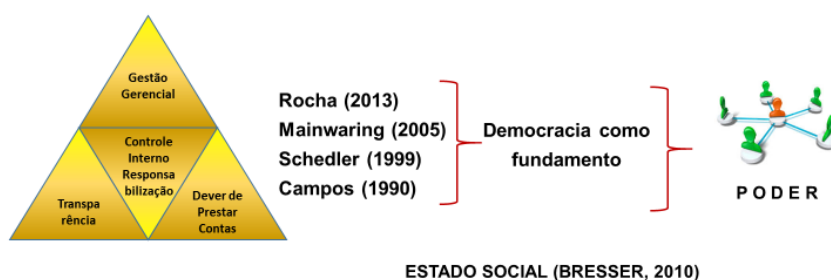 Gestão
Gerencial
Controle
Interno
Responsa
bilização
Transpa
rência
Dever de
Prestar
Contas
Rocha (2013)
Mainwaring (2005)
Schedler (1999)
Campos (1990)
Democracia como
fundamento
P O D E R
ESTADO SOCIAL (BRESSER, 2010)